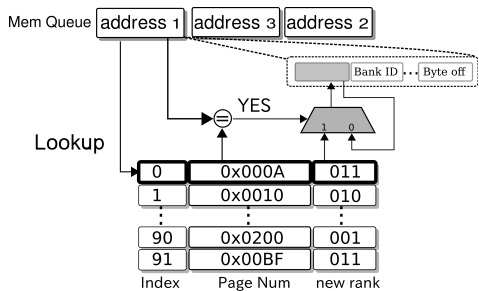 Mem Queue address 1 address 3 address 2
Bank ID ... Byte off
= YES
1 0
Lookup
0 0x000A 011
1 0x0010 010
90 0x0200 001
91 0x00BF 011
Index Page Num new rank